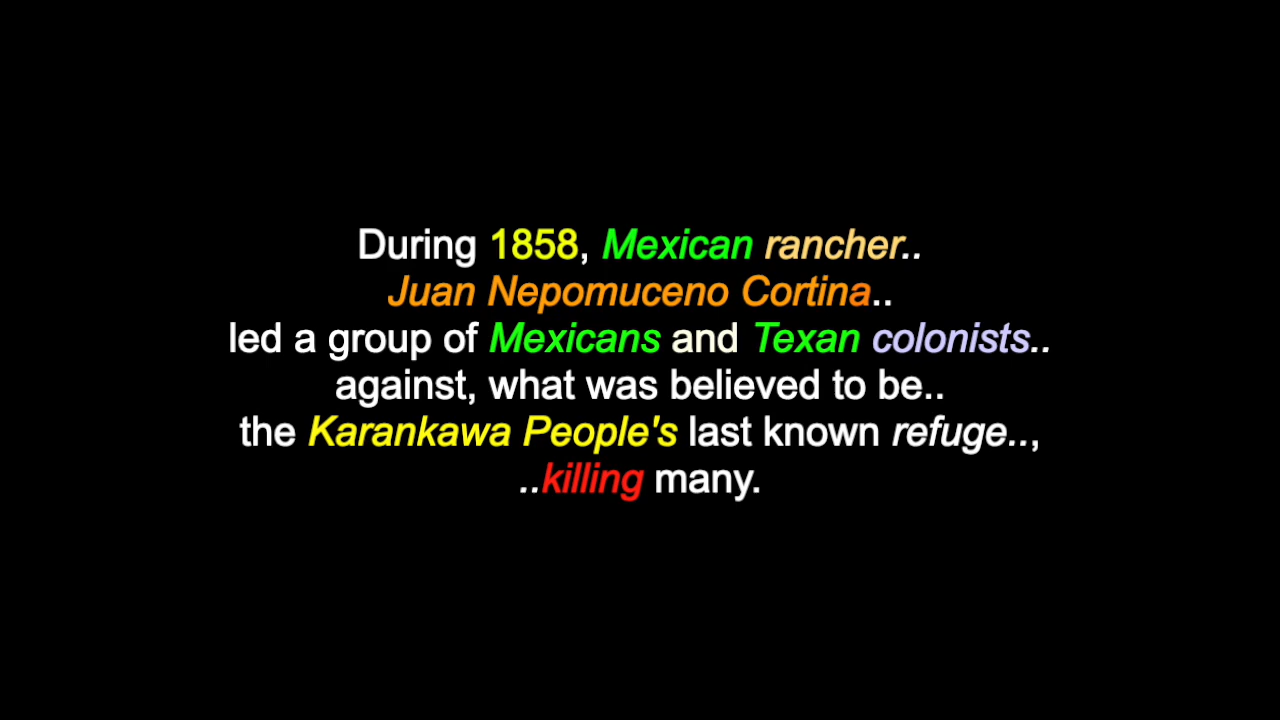 During 1858, Mexican rancher..
Juan Nepomuceno Cortina..
led a group of Mexicans and Texan colonists..
against, what was believed to be..
the Karankawa People's last known refuge..,
..killing many.